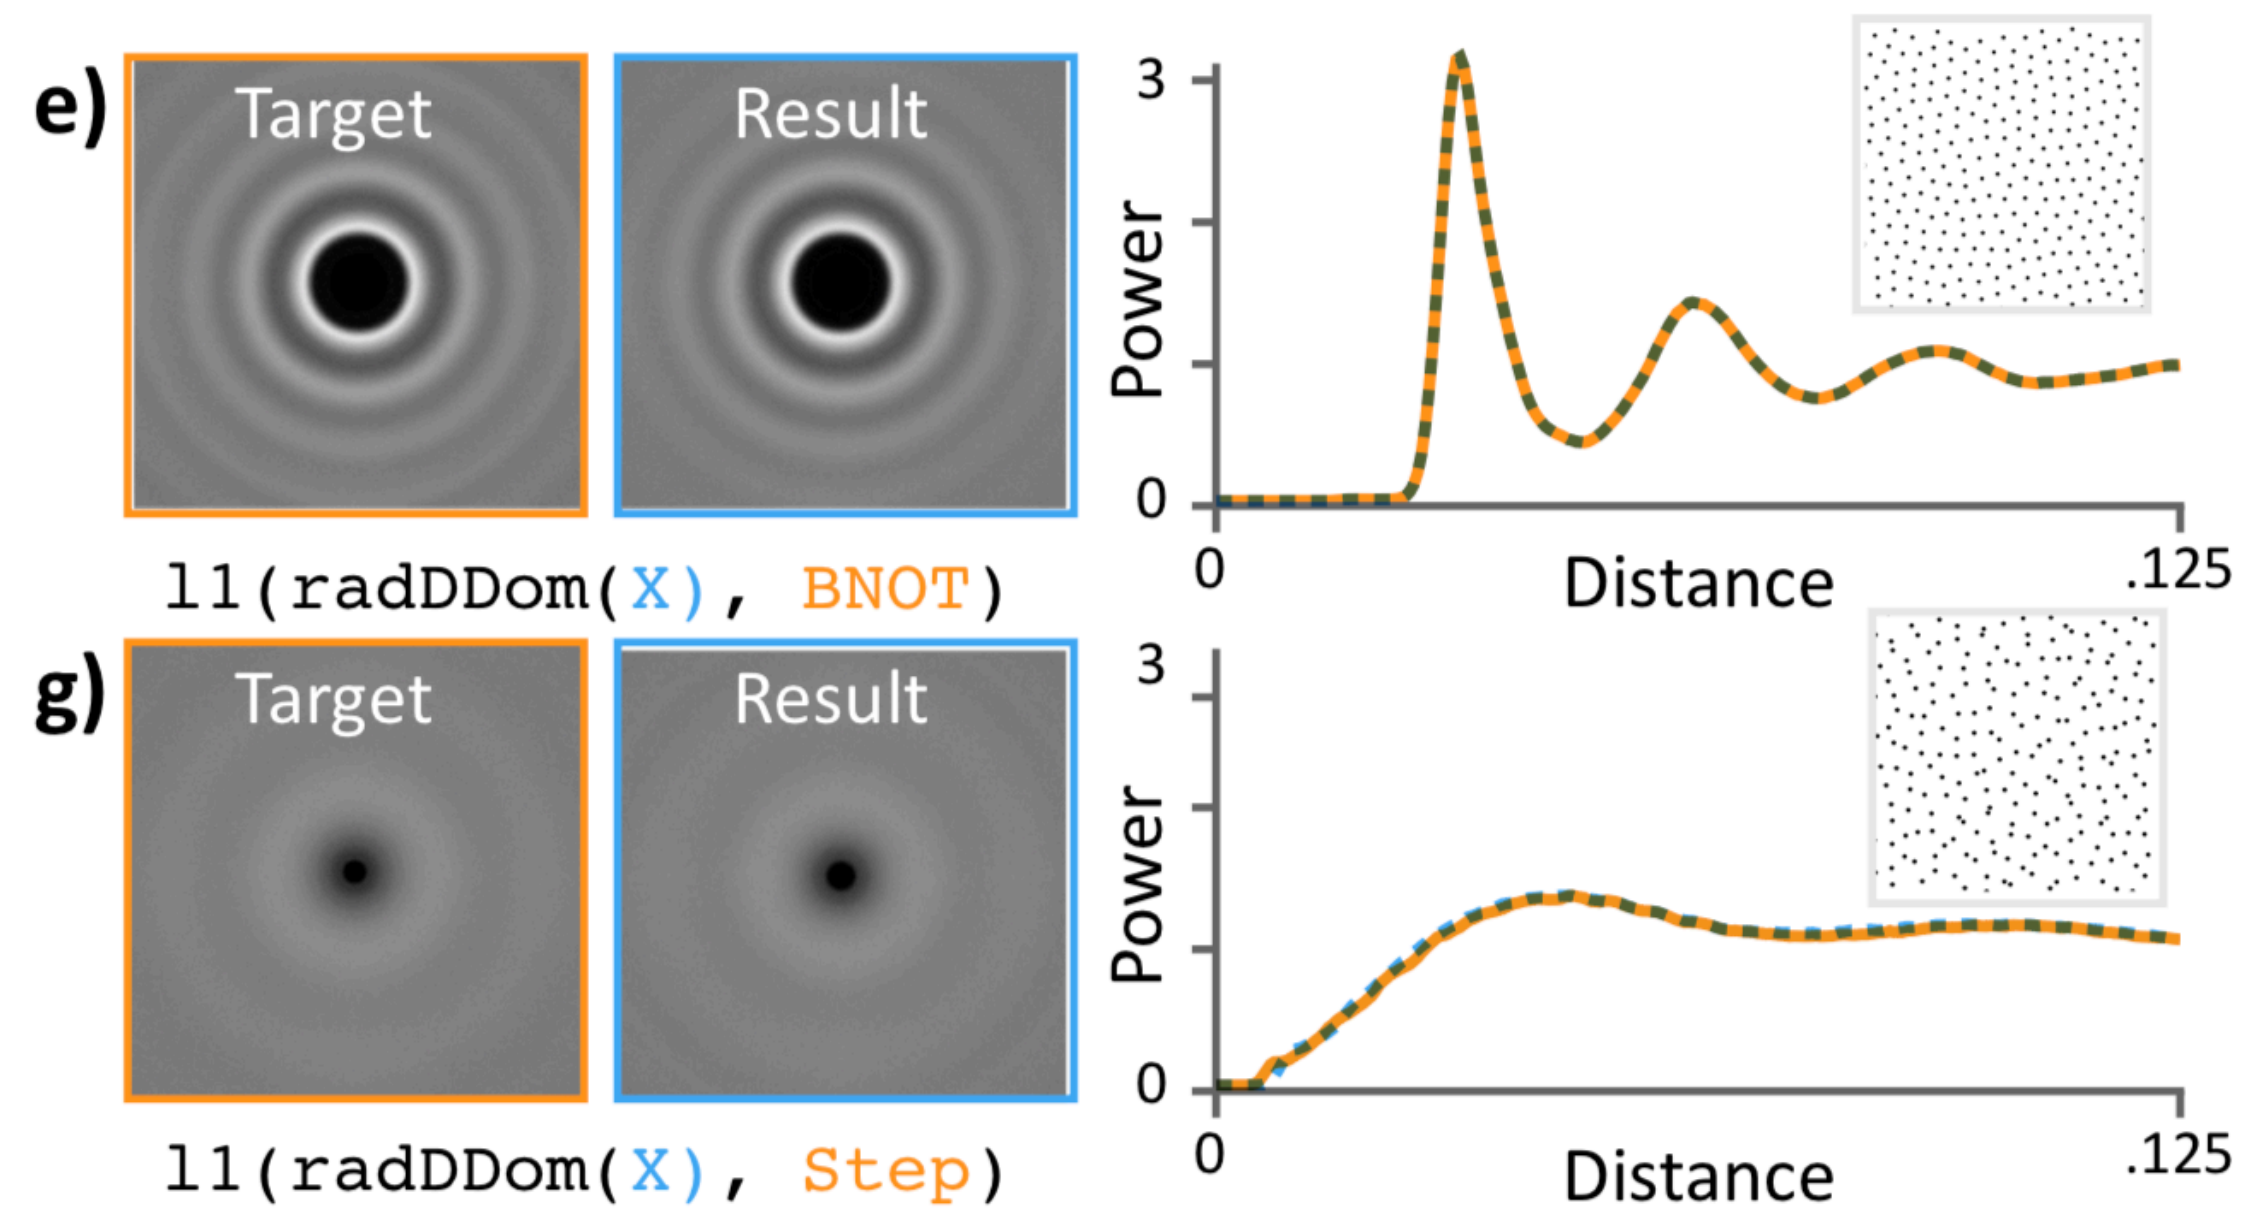 e)
Target
Result
3
Power
0
0
Distance
.125
l1(radDDom(X), BNOT)
g)
Target
Result
3
Power
0
0
Distance
.125
l1(radDDom(X), Step)